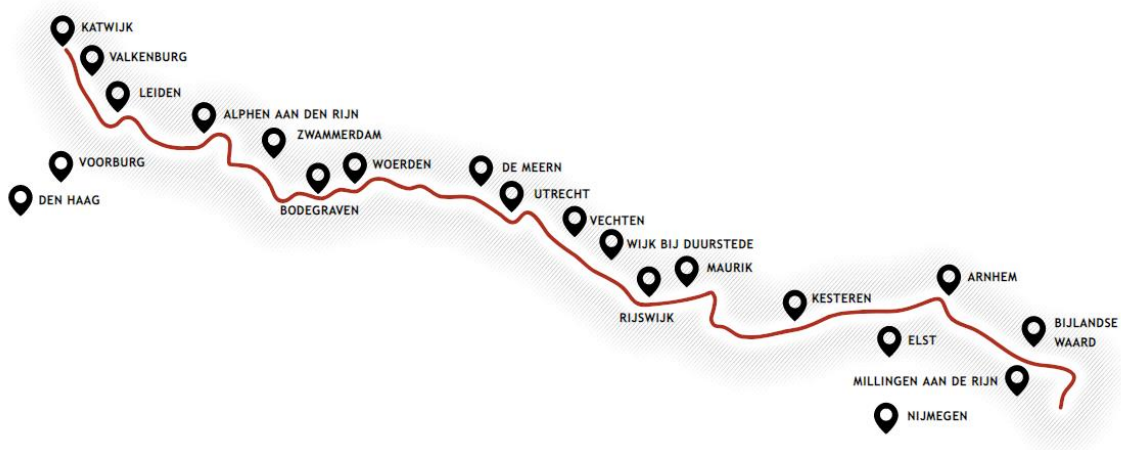 KATWIJK
VALKENBURG
LEIDEN
ALPHEN AAN DEN RIJN
ZWAMMERDAM
VOORBURG
WOERDEN
DE MEERN
DEN HAAG
UTRECHT
BODEGRAVEN
VECHTEN
WIJK BIJ DUURSTEDE
MAURIK
ARNHEM
KESTEREN
RIJSWIJK
BIJLANDSE
WAARD
ELST
MILLINGEN AAN DE RIJN
NIJMEGEN